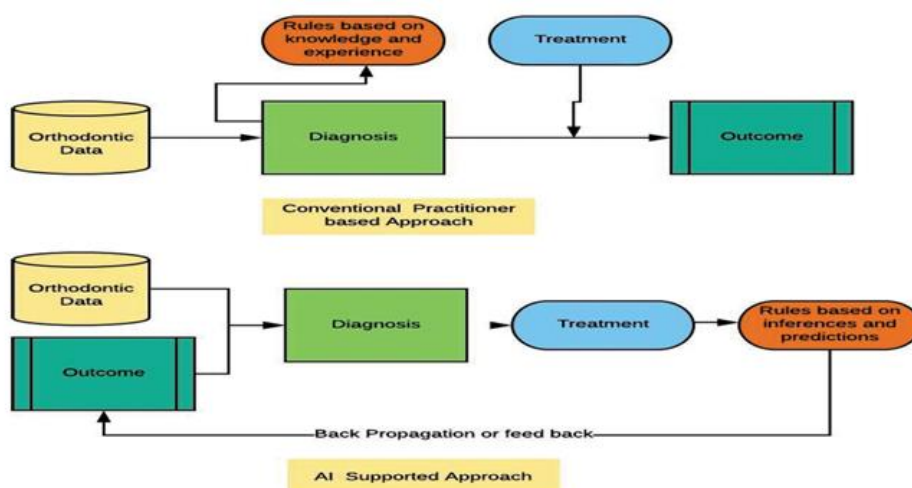 Rules based on
knowledge and
experience
Treatment
Orthodontic
Data
Diagnosis
Outcome
Conventional Practitioner
based Approach
Orthodontic
Data
Diagnosis
Treatment
Rules based on
inferences and
predictions
Outcome
Back Propagation or feed back
AI Supported Approach